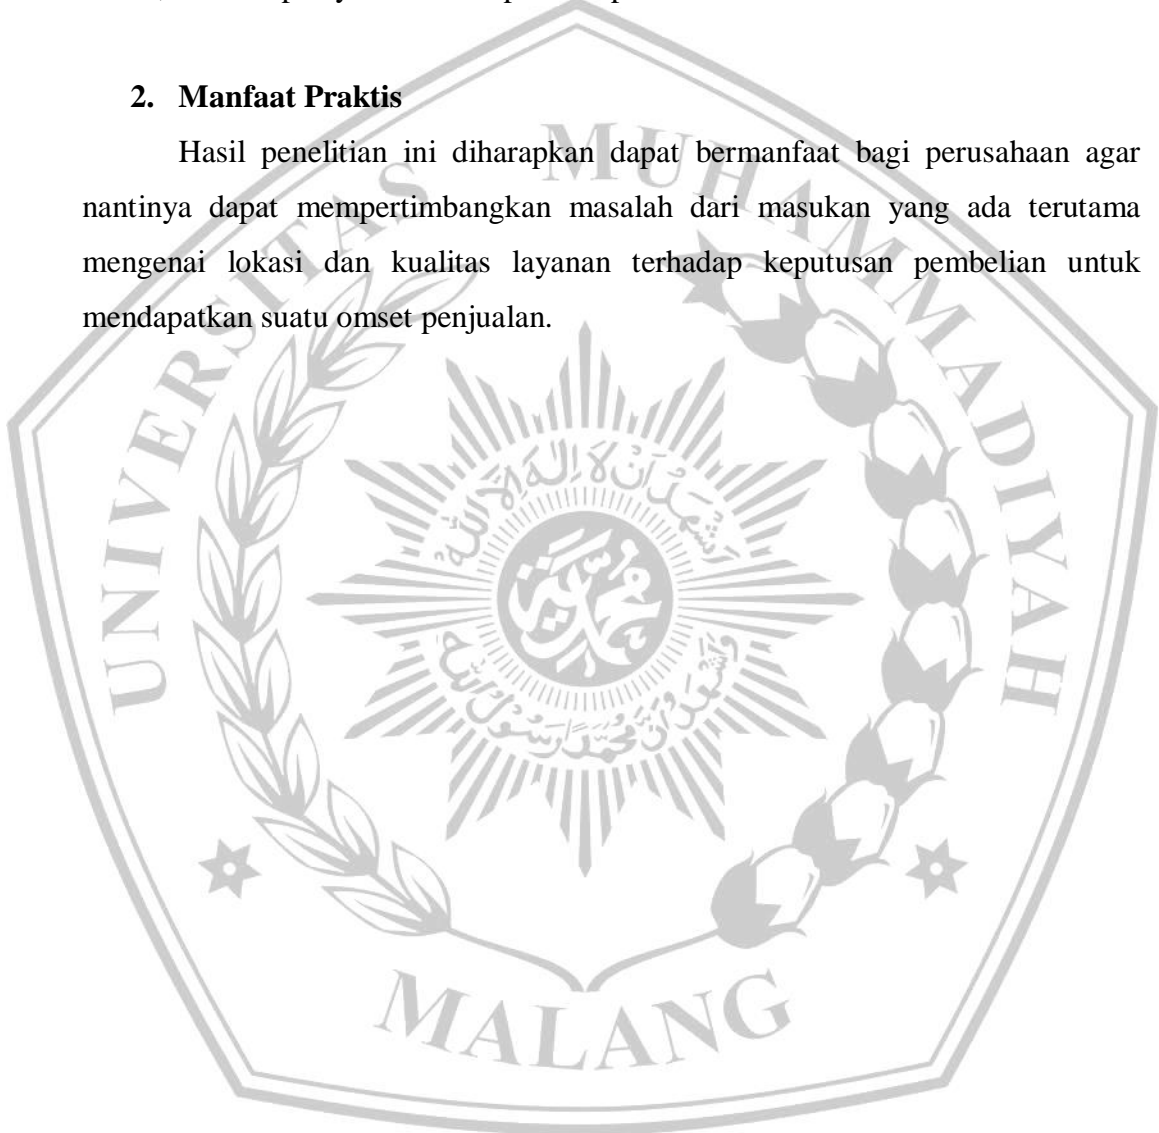 2. Manfaat Praktis
Hasil penelitian ini diharapkan dapat bermanfaat bagi perusahaan agar
nantinya dapat mempertimbangkan masalah dari masukan yang ada terutama
mengenai lokasi dan kualitas layanan terhadap keputusan pembelian untuk
mendapatkan suatu omset penjualan.
UNIVERSITAS MUHAMMADIYAH
MALANG